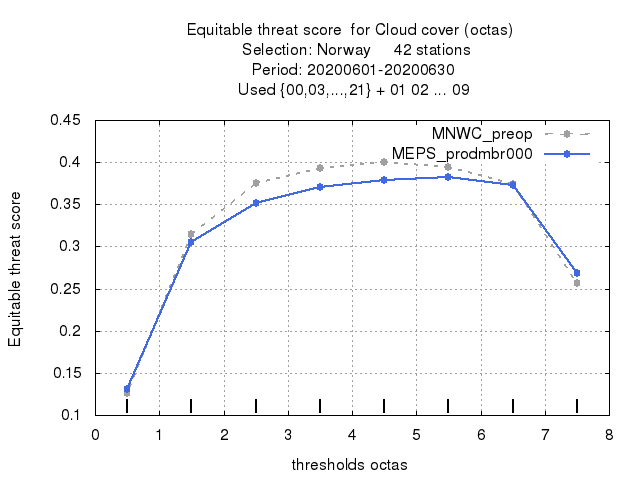 Equitable threat score  for Cloud cover (octas)
Selection: Norway     42 stations
Period: 20200601-20200630
Used {00,03,...,21} + 01 02 ... 09
0.45
MNWC_preop
MEPS_prodmbr000
0.4
0.35
0.3
0.25
0.2
0.15
0.1
Equitable threat score
0 1 2 3 4 5 6 7 8
thresholds octas